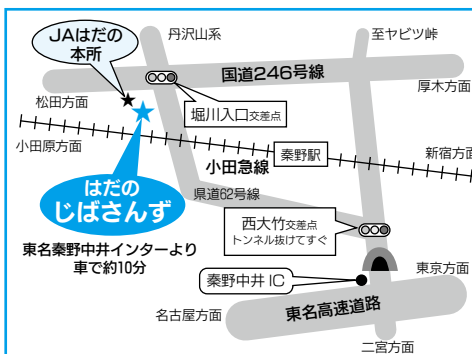 JAはだの
本所
丹沢山系
至ヤビツ峠
国道246号線
厚木方面
松田方面
堀川入口交差点
小田原方面
小田急線
秦野駅
新宿方面
はだの
じばさんず
県道62号線
西大竹交差点
トンネル抜けてすぐ
東名秦野中井インターより
車で約10分
秦野中井 IC
東京方面
東名高速道路
名古屋方面
二宮方面